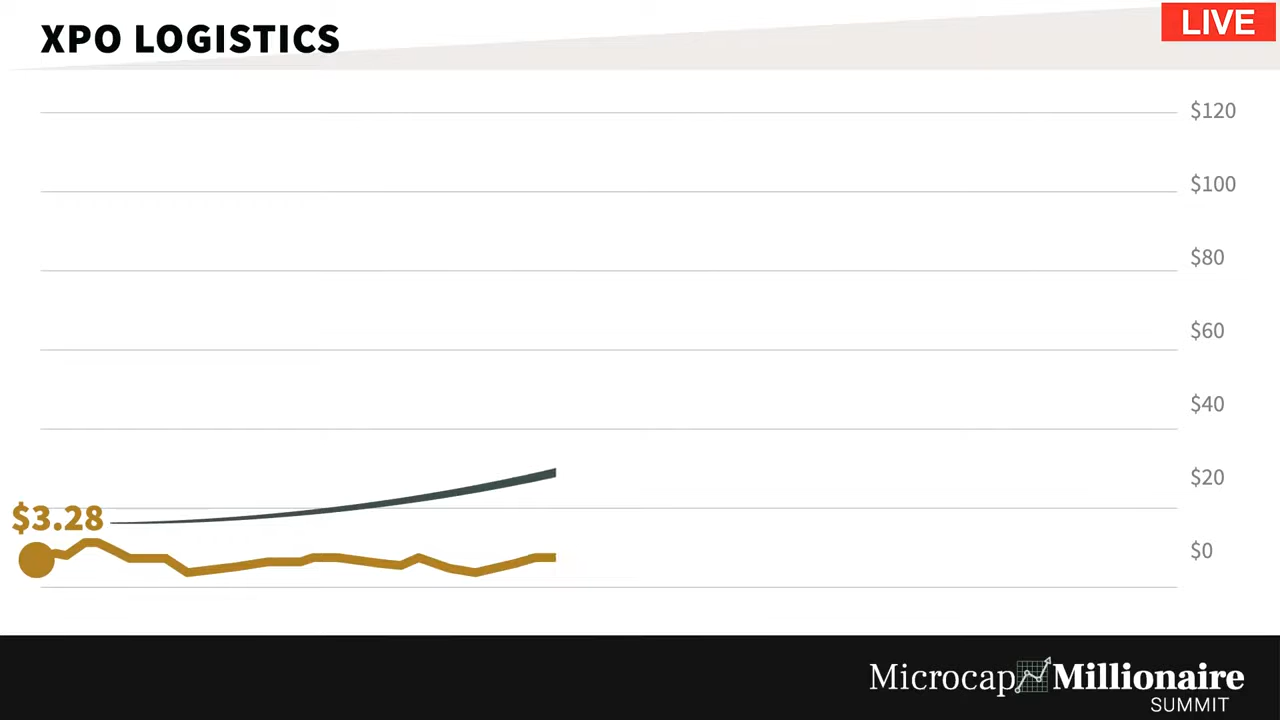 XPO LOGISTICS
LIVE
$120
$100
$80
$60
$40
$20
$3.28
$0
Microcap Millionaire
SUMMIT